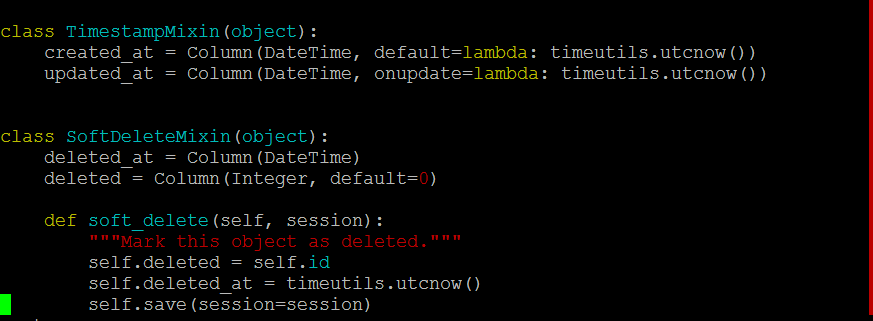 class TimestampMixin(object):
    created_at = Column(DateTime, default=lambda: timeutils.utcnow())
    updated_at = Column(DateTime, onupdate=lambda: timeutils.utcnow())
class SoftDeleteMixin(object):
    deleted_at = Column(DateTime)
    deleted = Column(Integer, default=0)
    def soft_delete(self, session):
        """Mark this object as deleted."""
        self.deleted = self.id
        self.deleted_at = timeutils.utcnow()
        self.save(session=session)